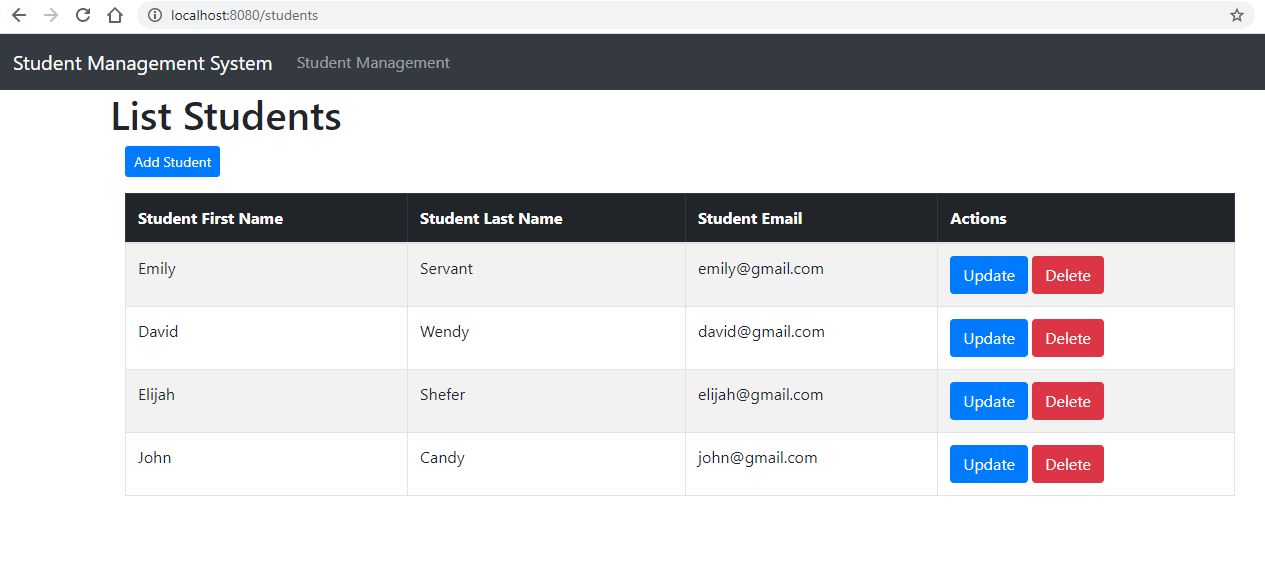 localhost:8080/students
Student Management System Student Management
List Students
Add Student
Student First Name Student Last Name Student Email Actions
Emily Servant emily@gmail.com Update Delete
David Wendy david@gmail.com Update Delete
Elijah Shefer elijah@gmail.com Update Delete
John Candy john@gmail.com Update Delete